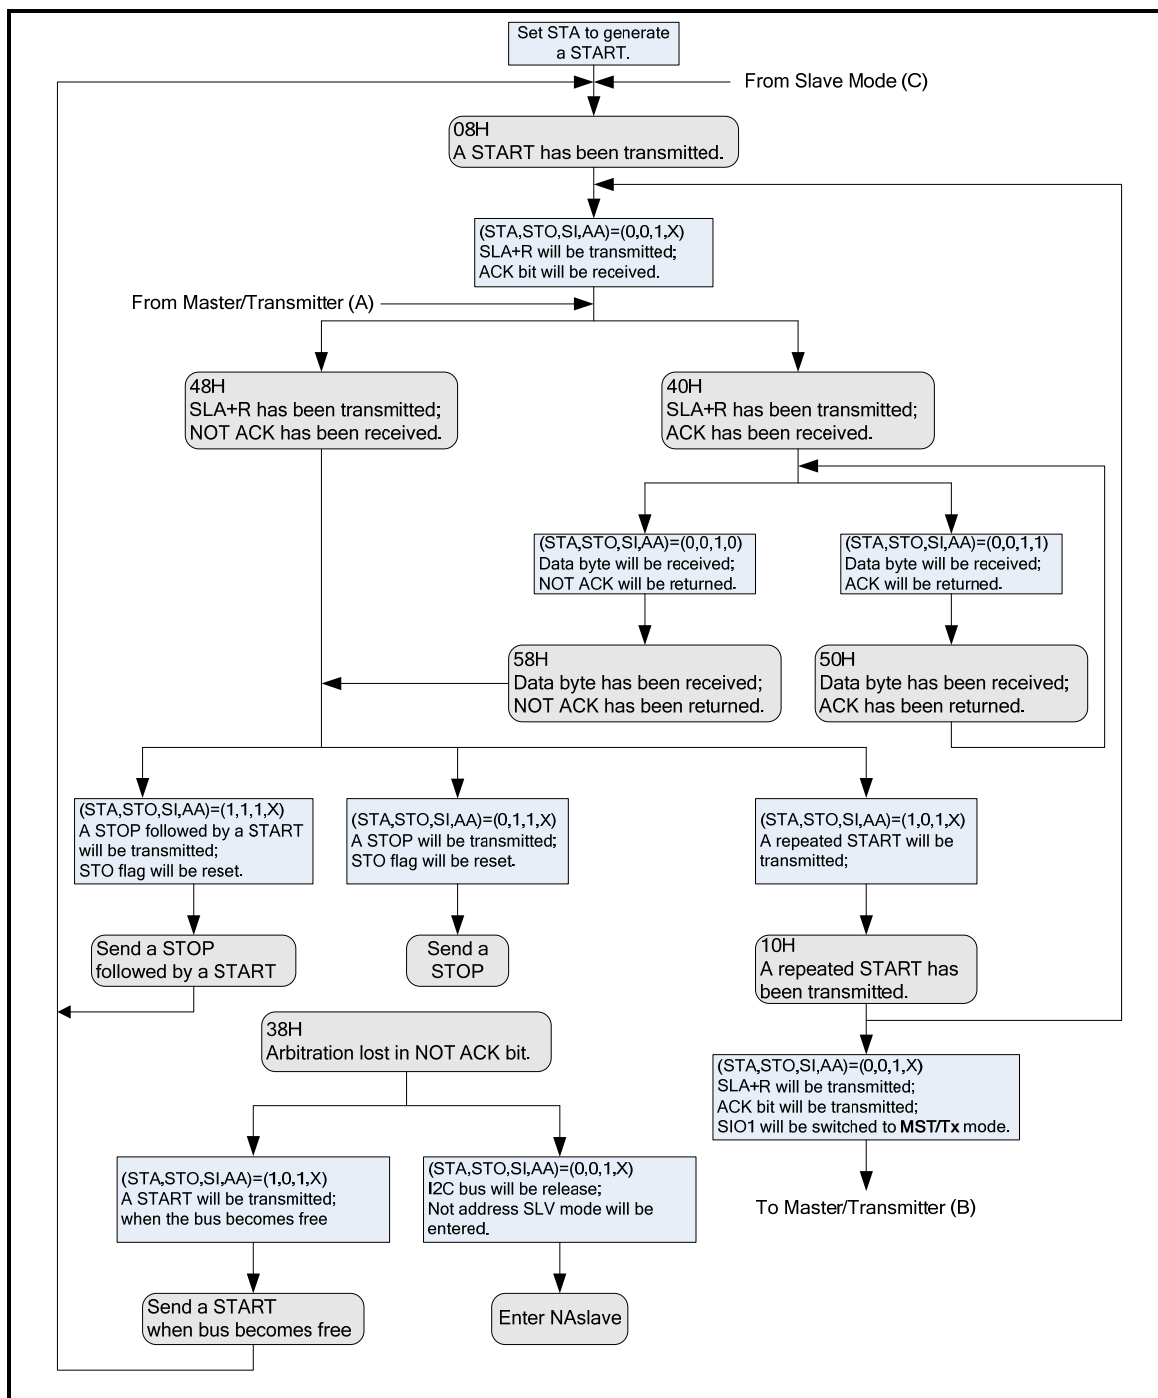 Set STA to generate
a START.
From Slave Mode (C)
08H
A START has been transmitted.
(STA,STO,SI,AA)=(0,0,1,X)
SLA+R will be transmitted;
ACK bit will be received.
From Master/Transmitter (A)
48H
SLA+R has been transmitted;
NOT ACK has been received.
40H
SLA+R has been transmitted;
ACK has been received.
(STA,STO,SI,AA)=(0,0,1,0)
Data byte will be received;
NOT ACK will be returned.
(STA,STO,SI,AA)=(0,0,1,1)
Data byte will be received;
ACK will be returned.
58H
Data byte has been received;
NOT ACK has been returned.
50H
Data byte has been received;
ACK has been returned.
(STA,STO,SI,AA)=(1,1,1,X)
A STOP followed by a START
will be transmitted;
STO flag will be reset.
(STA,STO,SI,AA)=(0,1,1,X)
A STOP will be transmitted;
STO flag will be reset.
(STA,STO,SI,AA)=(1,0,1,X)
A repeated START will be
transmitted;
Send a STOP
followed by a START
Send a
STOP
10H
A repeated START has
been transmitted.
38H
Arbitration lost in NOT ACK bit.
(STA,STO,SI,AA)=(0,0,1,X)
SLA+R will be transmitted;
ACK bit will be transmitted;
SIO1 will be switched to MST/Tx mode.
(STA,STO,SI,AA)=(1,0,1,X)
A START will be transmitted;
when the bus becomes free
(STA,STO,SI,AA)=(0,0,1,X)
I2C bus will be release;
Not address SLV mode will be
entered.
To Master/Transmitter (B)
Send a START
when bus becomes free
Enter NAslave